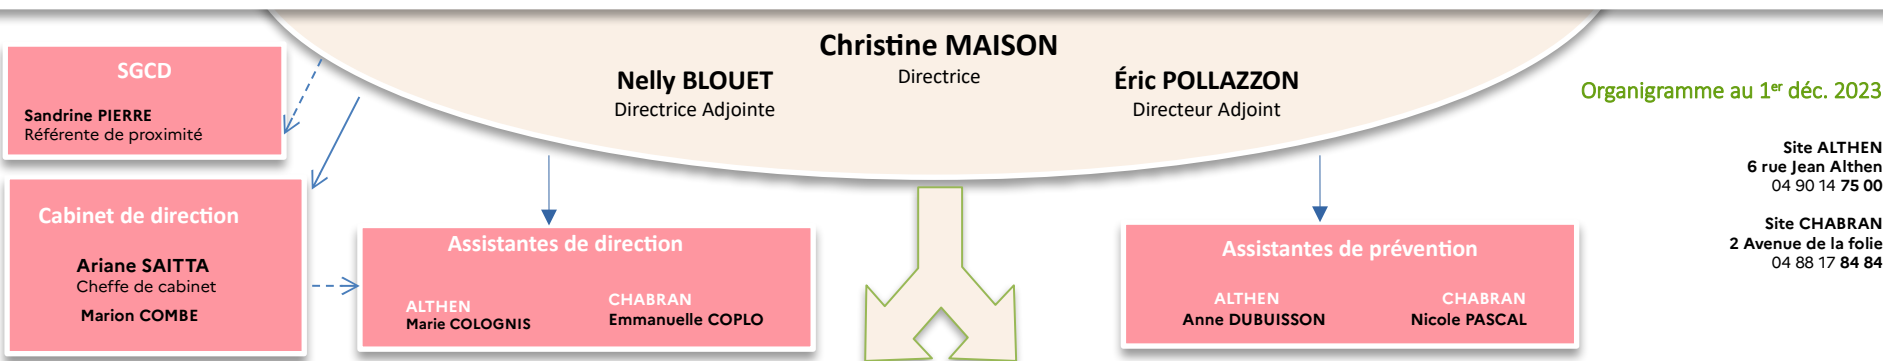 Christine MAISON
Directrice
Nelly BLOUET
Directrice Adjointe
Éric POLLAZZON
Directeur Adjoint
Organigramme au 1er déc. 2023
Site ALTHEN
6 rue Jean Althen
04 90 14 75 00
Site CHABRAN
2 Avenue de la folie
04 88 17 84 84
SGCD
Sandrine PIERRE
Référente de proximité
Cabinet de direction
Ariane SAITTA
Cheffe de cabinet
Marion COMBE
Assistantes de direction
ALTHEN
Marie COLOGNIS
CHABRAN
Emmanuelle COPLO
Assistantes de prévention
ALTHEN
Anne DUBUISSON
CHABRAN
Nicole PASCAL